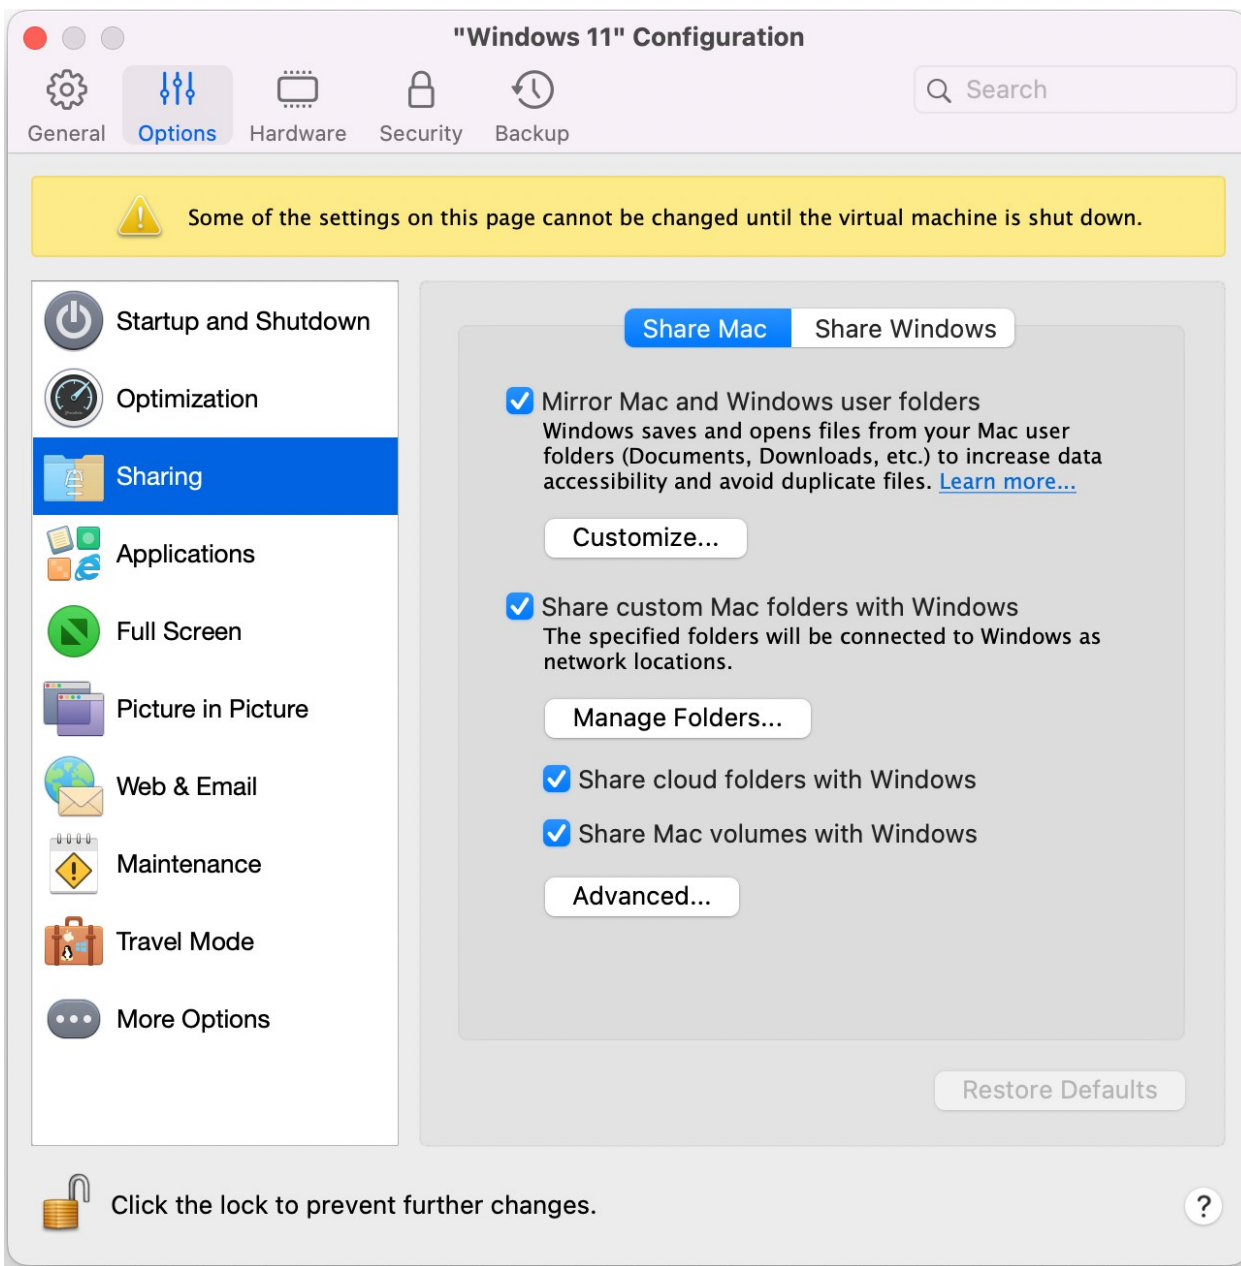 "Windows 11" Configuration
General
Options
Hardware
Security
Backup
Search
Some of the settings on this page cannot be changed until the virtual machine is shut down.
Startup and Shutdown
Optimization
Sharing
Applications
Full Screen
Picture in Picture
Web & Email
Maintenance
Travel Mode
More Options
Share Mac
Share Windows
Mirror Mac and Windows user folders
Windows saves and opens files from your Mac user
folders (Documents, Downloads, etc.) to increase data
accessibility and avoid duplicate files. Learn more...
Customize...
Share custom Mac folders with Windows
The specified folders will be connected to Windows as
network locations.
Manage Folders...
Share cloud folders with Windows
Share Mac volumes with Windows
Advanced...
Restore Defaults
Click the lock to prevent further changes.
?